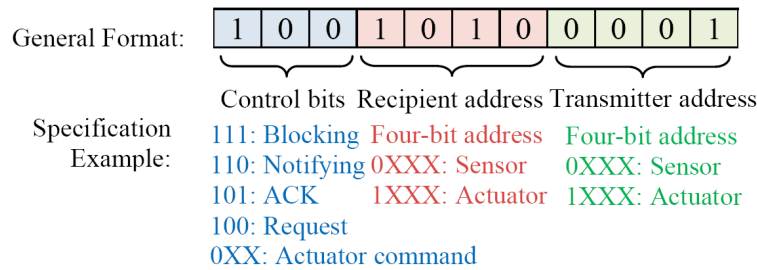 General Format: 1 0 0 1 0 1 0 0 0 0 1
Control bits Recipient address Transmitter address
Specification Example:
111: Blocking Four-bit address Four-bit address
110: Notifying 0XXX: Sensor 0XXX: Sensor
101: ACK 1XXX: Actuator 1XXX: Actuator
100: Request
0XX: Actuator command